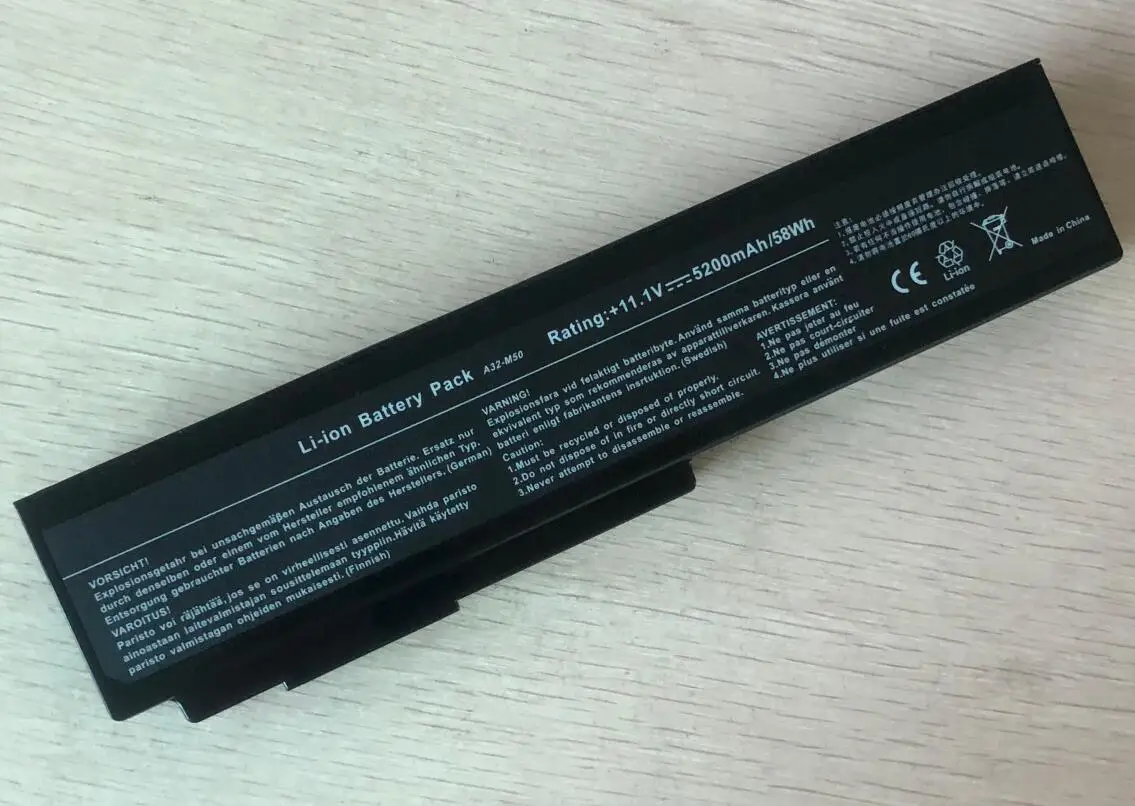 Li-ion Battery Pack A32-M50
Rating:+11.1V⎓5200mAh/58Wh
VORSICHT!
Explosionsgetahr bei unsachgemäßen Austausch der Batterie. Ersatz nur
durch denselben oder einem vom Hersteller empfohlenem ähnlichen Typ.
Entsorgung gebrauchter Batterien nach Angaben des Herstellers.(German)
VAROITUS!
Paristo voi räjähtää,jos se on virheellisesti asennettu.Vaihda paristo
ainoastaan laitevalmistajan sousittelemaan tyyppiin.Hävitä käytetty
paristo valmistagan ohjeiden mukaisesti.(Finnish)
VARNING!
Explosionsfara vid felaktigt batteribyte.Använd samma batterityp eller en
ekvivalent typ som rekommenderas av apparattillverkaren.Kassera använt
batteri enligt fabrikantens insrtuktion.(Swedish)
Caution:
1.Must be recycled or disposed of properly.
2.Do not dispose of in fire or directly short circuit.
3.Never attempt to disassemble or reassemble.
AVERTISSEMENT:
1.Ne pas jeter au feu
2.Ne pas court-circuiter
3.Ne pas démonter
4.Ne plus utiliser si une fuite est constatée
注意:
CE
Li-ion
Made in China